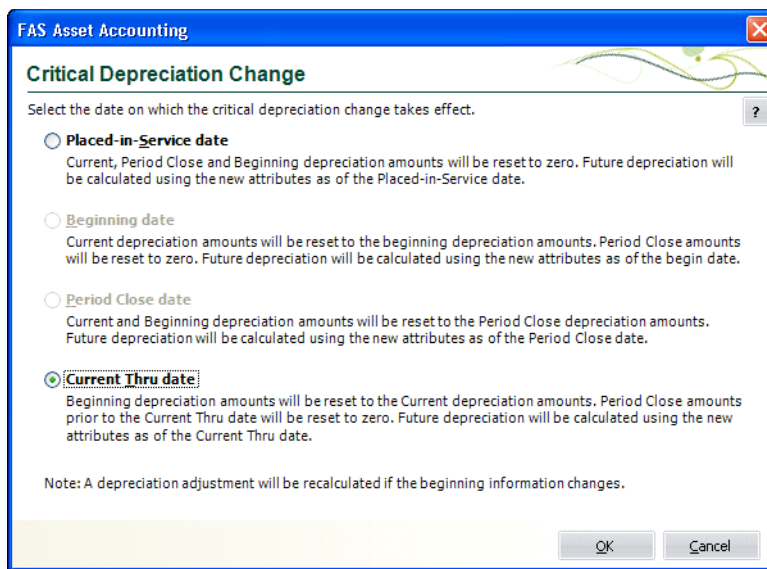 FAS Asset Accounting
Critical Depreciation Change
Select the date on which the critical depreciation change takes effect.
?
Placed-in-Service date
Current, Period Close and Beginning depreciation amounts will be reset to zero. Future depreciation will
be calculated using the new attributes as of the Placed-in-Service date.
Beginning date
Current depreciation amounts will be reset to the beginning depreciation amounts. Period Close amounts
will be reset to zero. Future depreciation will be calculated using the new attributes as of the begin date.
Period Close date
Current and Beginning depreciation amounts will be reset to the Period Close depreciation amounts.
Future depreciation will be calculated using the new attributes as of the Period Close date.
Current Thru date
Beginning depreciation amounts will be reset to the Current depreciation amounts. Period Close amounts
prior to the Current Thru date will be reset to zero. Future depreciation will be calculated using the new
attributes as of the Current Thru date.
Note: A depreciation adjustment will be recalculated if the beginning information changes.
OK Cancel